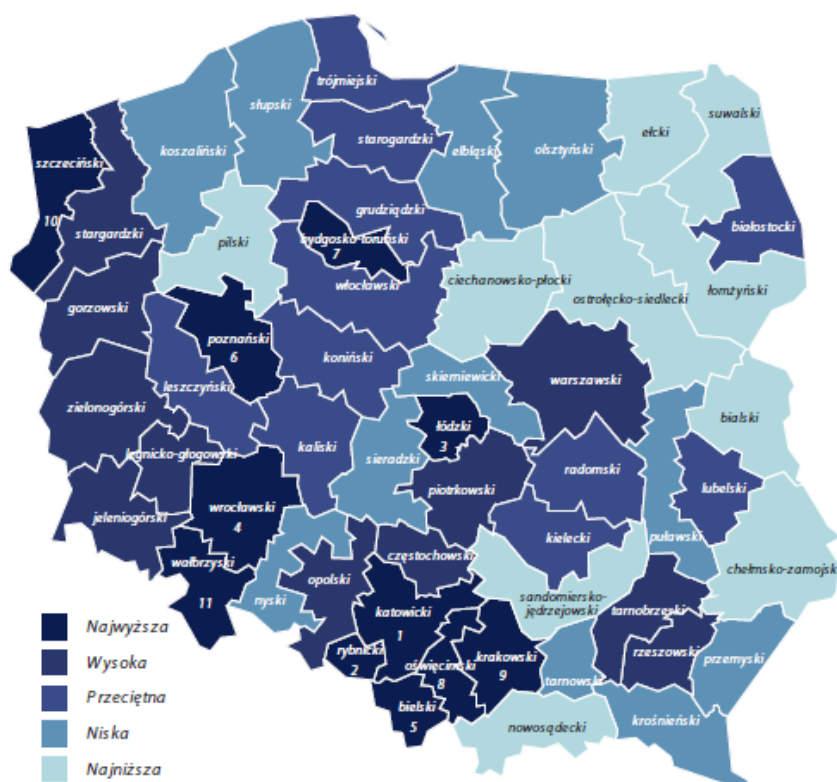 trójmiejski
słupski
starogardzki
koszaliński
elbląski
olsztyński
ełcki
suwalski
szczeciński
10
stargardzki
grudziądzki
białostocki
pilski
bydgosko-toruński
7
włocławski
ciechanowsko-płocki
ostrołęcko-siedlecki
łomżyński
gorzowski
poznański
6
koniński
skierniewicki
warszawski
leszczyński
zielonogórski
bialski
łódzki
3
kaliski
sieradzki
legnicko-głogowski
radomski
lubelski
piotrkowski
wrocławski
4
jeleniogórski
kielecki
puławski
częstochowski
wałbrzyski
11
opolski
chełmsko-zamojsk
nyski
katowicki
1
sandomiersko-
jędrzejowski
tarnobrzeski
rybnicki
2
oświęcimski
8
krakowski
9
rzeszowski
przemyski
tarnowski
bielski
5
nowosądecki
krośnieński
Najwyższa
Wysoka
Przeciętna
Niska
Najniższa